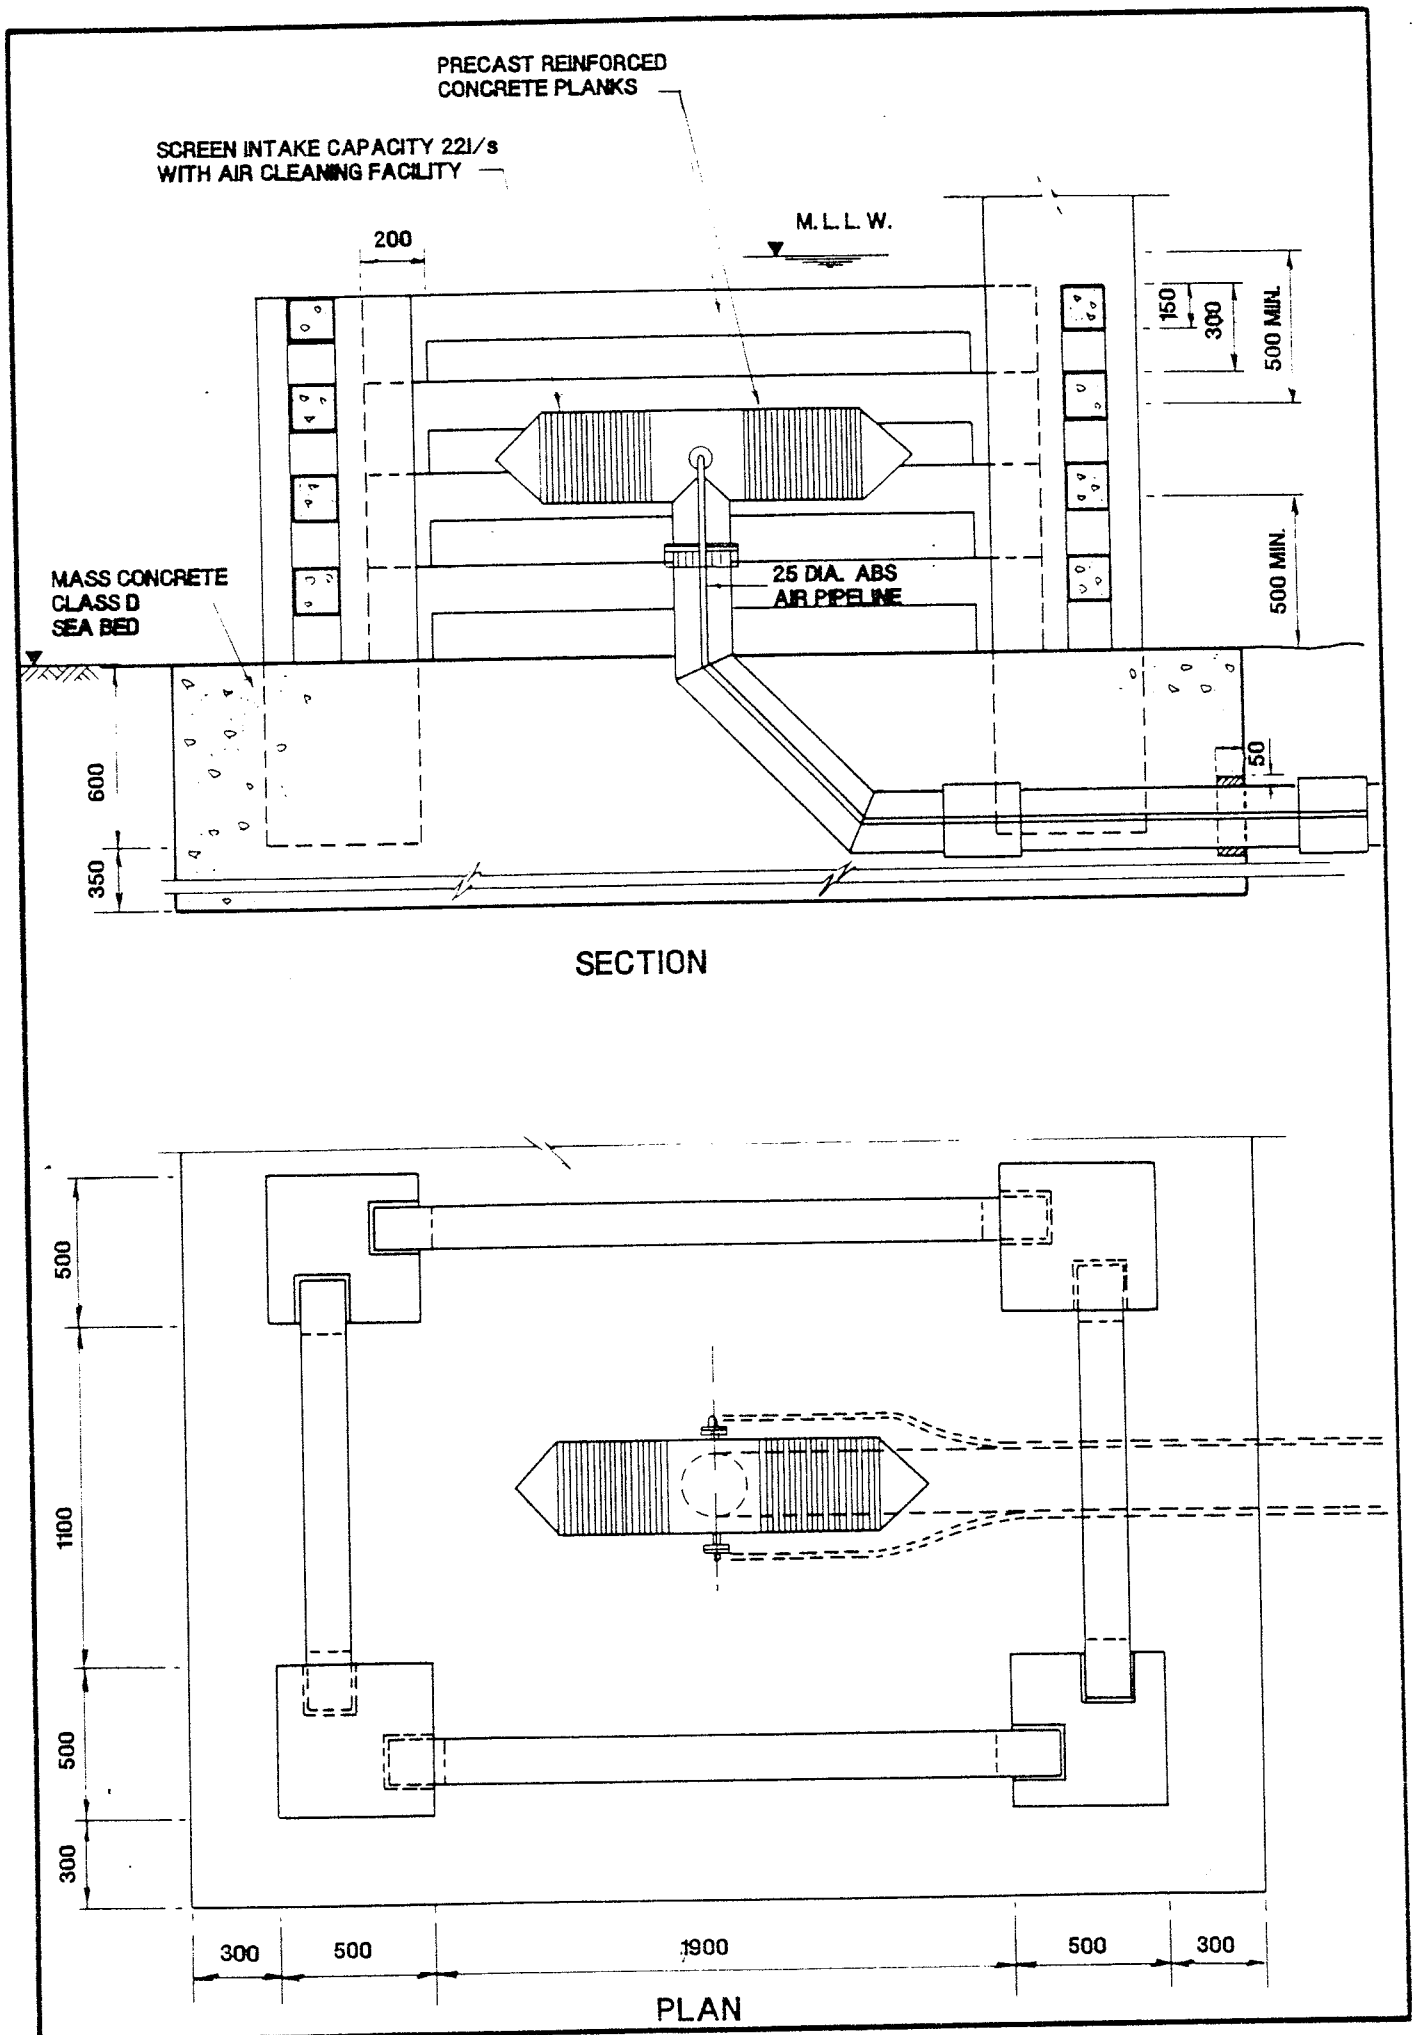 PRECAST REINFORCED
CONCRETE PLANKS
SCREEN INTAKE CAPACITY 22l/s
WITH AIR CLEANING FACILITY
M. L. L. W.
200
150
300
500 MIN.
500 MIN.
MASS CONCRETE
CLASS D
SEA BED
25 DIA. ABS
AIR PIPELINE
600
350
50
SECTION
500
1100
500
300
300
500
1900
500
300
PLAN